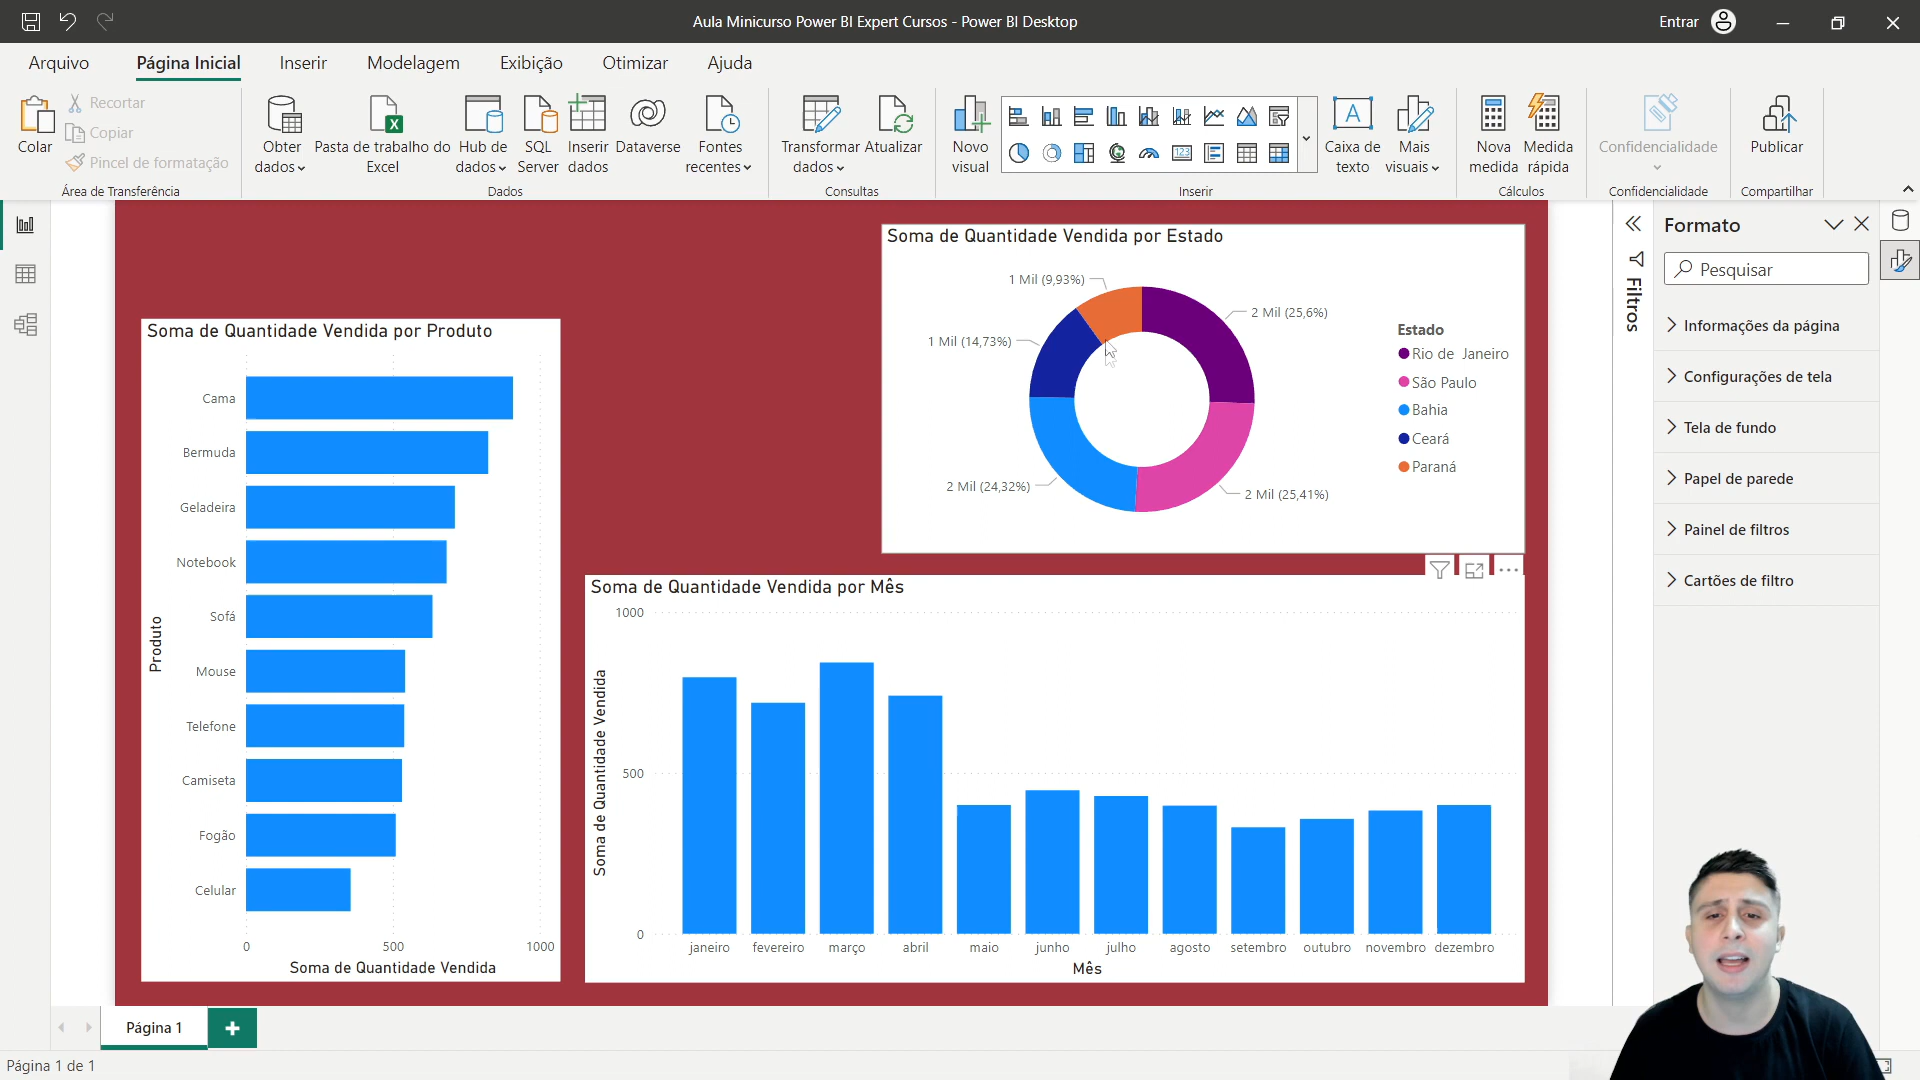 Aula Minicurso Power BI Expert Cursos - Power BI Desktop
Entrar
Arquivo
Página Inicial
Inserir
Modelagem
Exibição
Otimizar
Ajuda
Colar
Recortar
Copiar
Pincel de formatação
Área de Transferência
Obter
dados
Pasta de trabalho do
Excel
Hub de
dados
SQL
Server
Inserir
dados
Dataverse
Fontes
recentes
Dados
Transformar
dados
Atualizar
Consultas
Novo
visual
123
A
Caixa de
texto
Mais
visuais
Inserir
Nova
medida
Medida
rápida
Cálculos
Confidencialidade
Confidencialidade
Publicar
Compartilhar
Soma de Quantidade Vendida por Produto
Produto
Cama
Bermuda
Geladeira
Notebook
Sofá
Mouse
Telefone
Camiseta
Fogão
Celular
0
500
1000
Soma de Quantidade Vendida
Soma de Quantidade Vendida por Estado
1 Mil (9,93%)
2 Mil (25,6%)
1 Mil (14,73%)
2 Mil (24,32%)
2 Mil (25,41%)
Estado
Rio de Janeiro
São Paulo
Bahia
Ceará
Paraná
Soma de Quantidade Vendida por Mês
1000
500
0
Soma de Quantidade Vendida
janeiro
fevereiro
março
abril
maio
junho
julho
agosto
setembro
outubro
novembro
dezembro
Mês
Filtros
Formato
Pesquisar
Informações da página
Configurações de tela
Tela de fundo
Papel de parede
Painel de filtros
Cartões de filtro
Página 1
Página 1 de 1